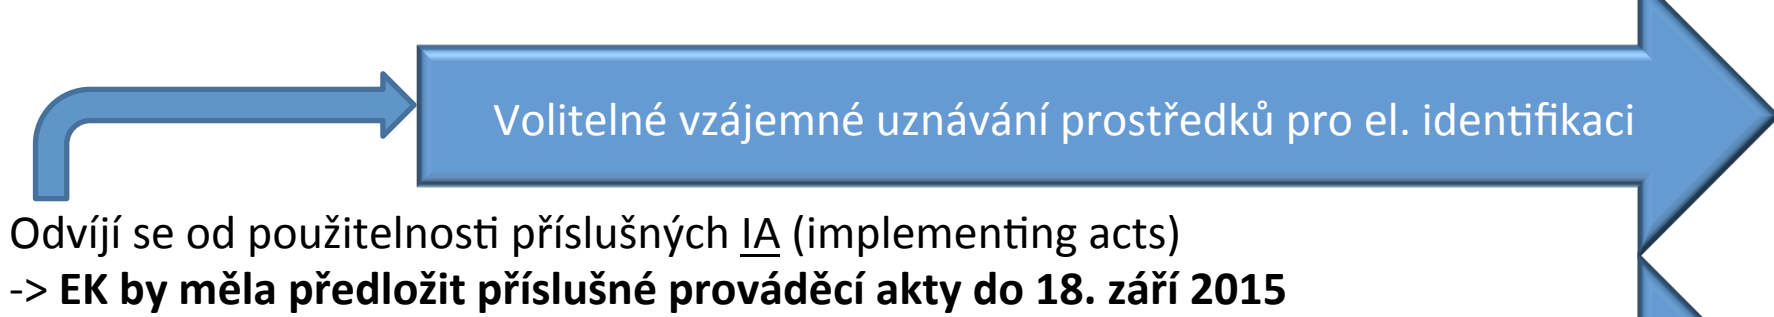 Volitelné vzájemné uznávání prostředků pro el. identifikaci
Odvíjí se od použitelnosti příslušných IA (implementing acts)
-> EK by měla předložit příslušné prováděcí akty do 18. září 2015